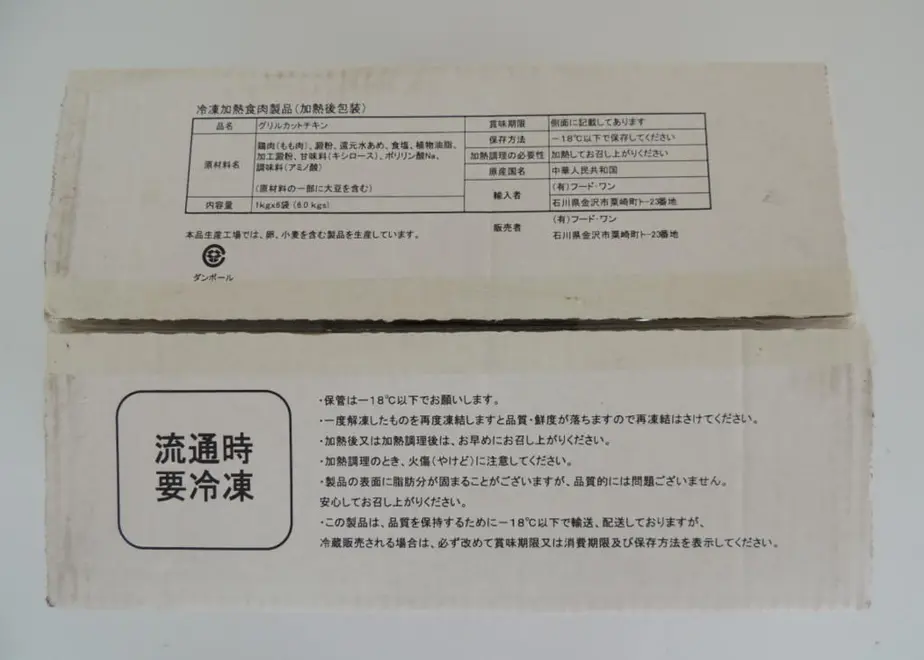 冷凍加熱食肉製品(加熱後包装)
品名 グリルカットチキン
原材料名 鶏肉(もも肉)、澱粉、還元水あめ、食塩、植物油脂、
加工澱粉、甘味料(キシロース)、ポリリン酸Na、
調味料(アミノ酸)
(原材料の一部に大豆を含む)
内容量 1kgx6袋(6.0 kgs)
賞味期限 側面に記載してあります
保存方法 －18℃以下で保存してください
加熱調理の必要性 加熱してお召し上がりください
原産国名 中華人民共和国
輸入者 (有)フード・ワン
石川県金沢市粟崎町ト－23番地
販売者 (有)フード・ワン
石川県金沢市粟崎町ト－23番地
本品生産工場では、卵、小麦を含む製品を生産しています。
ダンボール
流通時
要冷凍
・保管は－18℃以下でお願いします。
・一度解凍したものを再度凍結しますと品質・鮮度が落ちますので再凍結はさけてください。
・加熱後又は加熱調理後は、お早めにお召し上がりください。
・加熱調理のとき、火傷(やけど)に注意してください。
・製品の表面に脂肪分が固まることがございますが、品質的には問題ございません。
安心してお召し上がりください。
・この製品は、品質を保持するために－18℃以下で輸送、配送しておりますが、
冷蔵販売される場合は、必ず改めて賞味期限又は消費期限及び保存方法を表示してください。